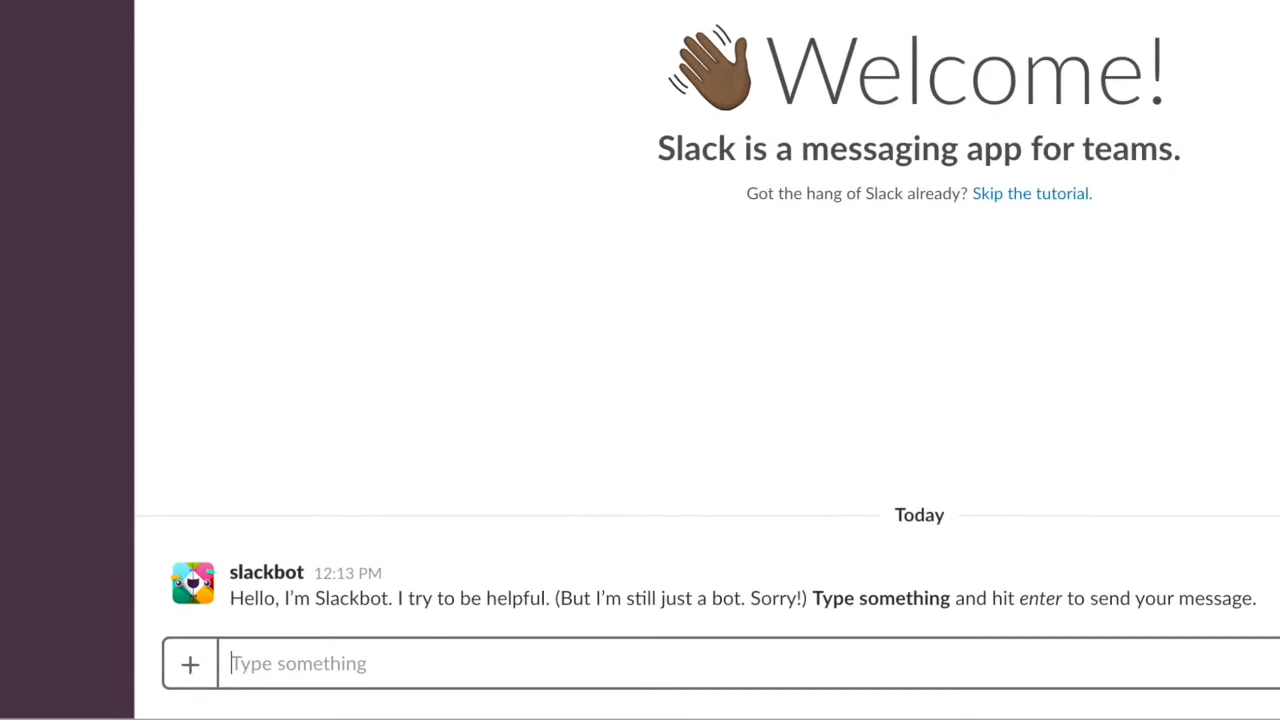 Welcome!
Slack is a messaging app for teams.
Got the hang of Slack already? Skip the tutorial.
Today
slackbot 12:13 PM
Hello, I'm Slackbot. I try to be helpful. (But I'm still just a bot. Sorry!) Type something and hit enter to send your message.
+ Type something